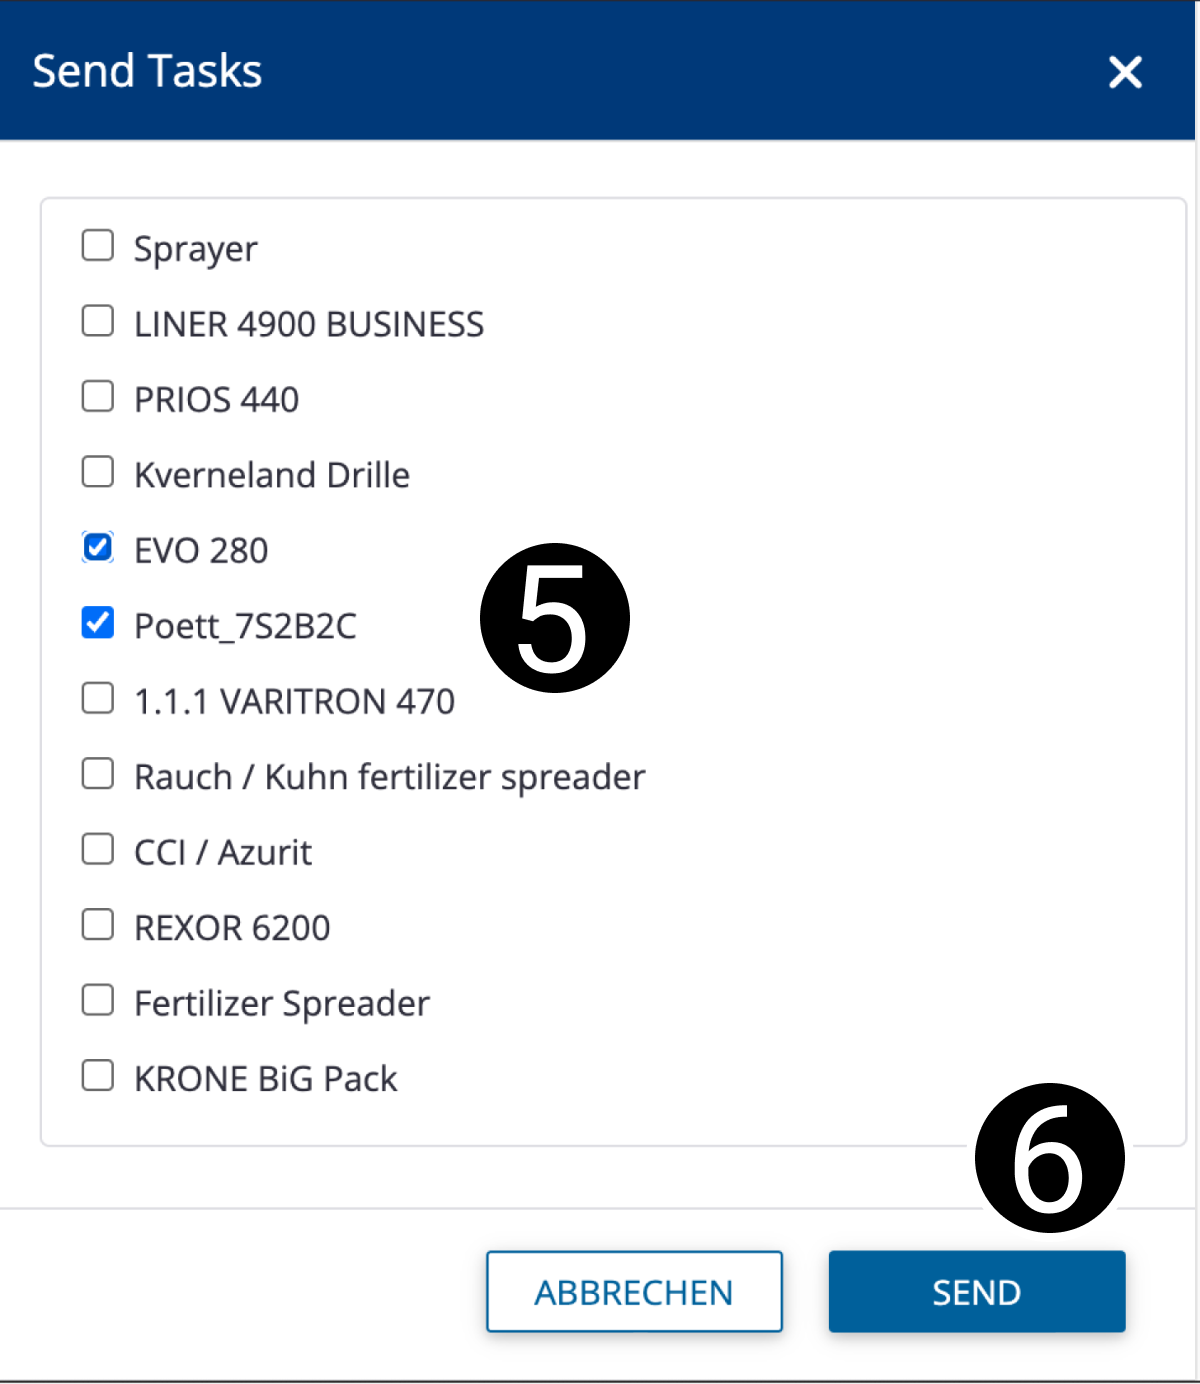 Send Tasks
Sprayer
LINER 4900 BUSINESS
PRIOS 440
Kverneland Drille
EVO 280
Poett_7S2B2C
5
1.1.1 VARITRON 470
Rauch / Kuhn fertilizer spreader
CCI / Azurit
REXOR 6200
Fertilizer Spreader
KRONE BiG Pack
6
ABBRECHEN
SEND